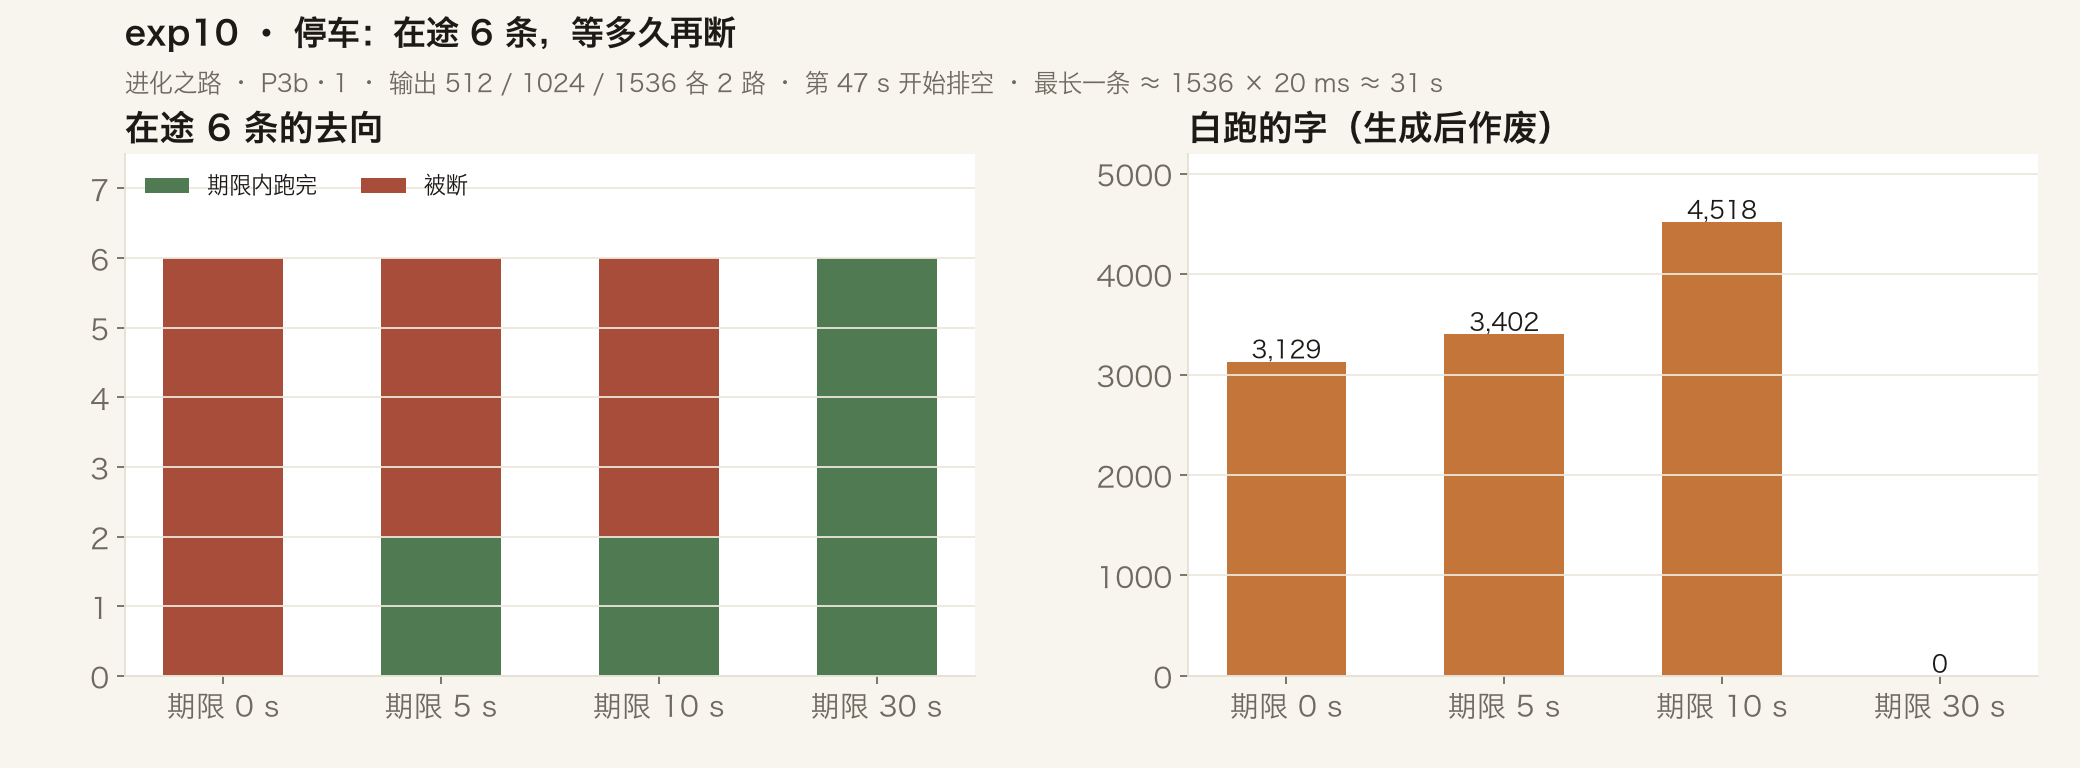 exp10 · 停车：在途 6 条，等多久再断
进化之路 · P3b · 1 · 输出 512 / 1024 / 1536 各 2 路 · 第 47 s 开始排空 · 最长一条 ≈ 1536 × 20 ms ≈ 31 s
在途 6 条的去向
期限内跑完
被断
7
6
5
4
3
2
1
0
期限 0 s
期限 5 s
期限 10 s
期限 30 s
白跑的字（生成后作废）
5000
4000
3000
2000
1000
0
3,129
3,402
4,518
0
期限 0 s
期限 5 s
期限 10 s
期限 30 s